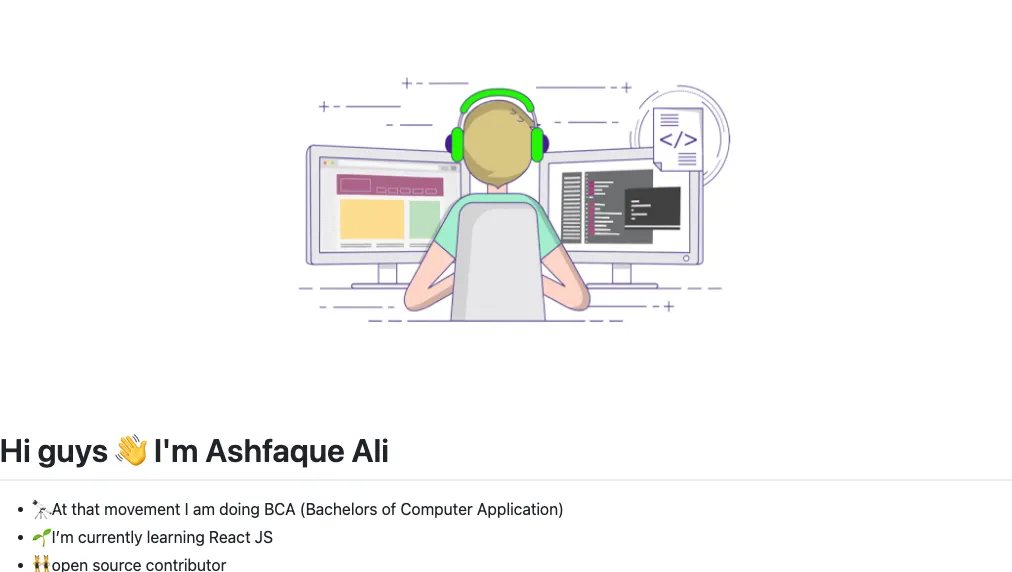 </>
Hi guys 👋 I'm Ashfaque Ali
🔭At that movement I am doing BCA (Bachelors of Computer Application)
🌱I’m currently learning React JS
👯open source contributor